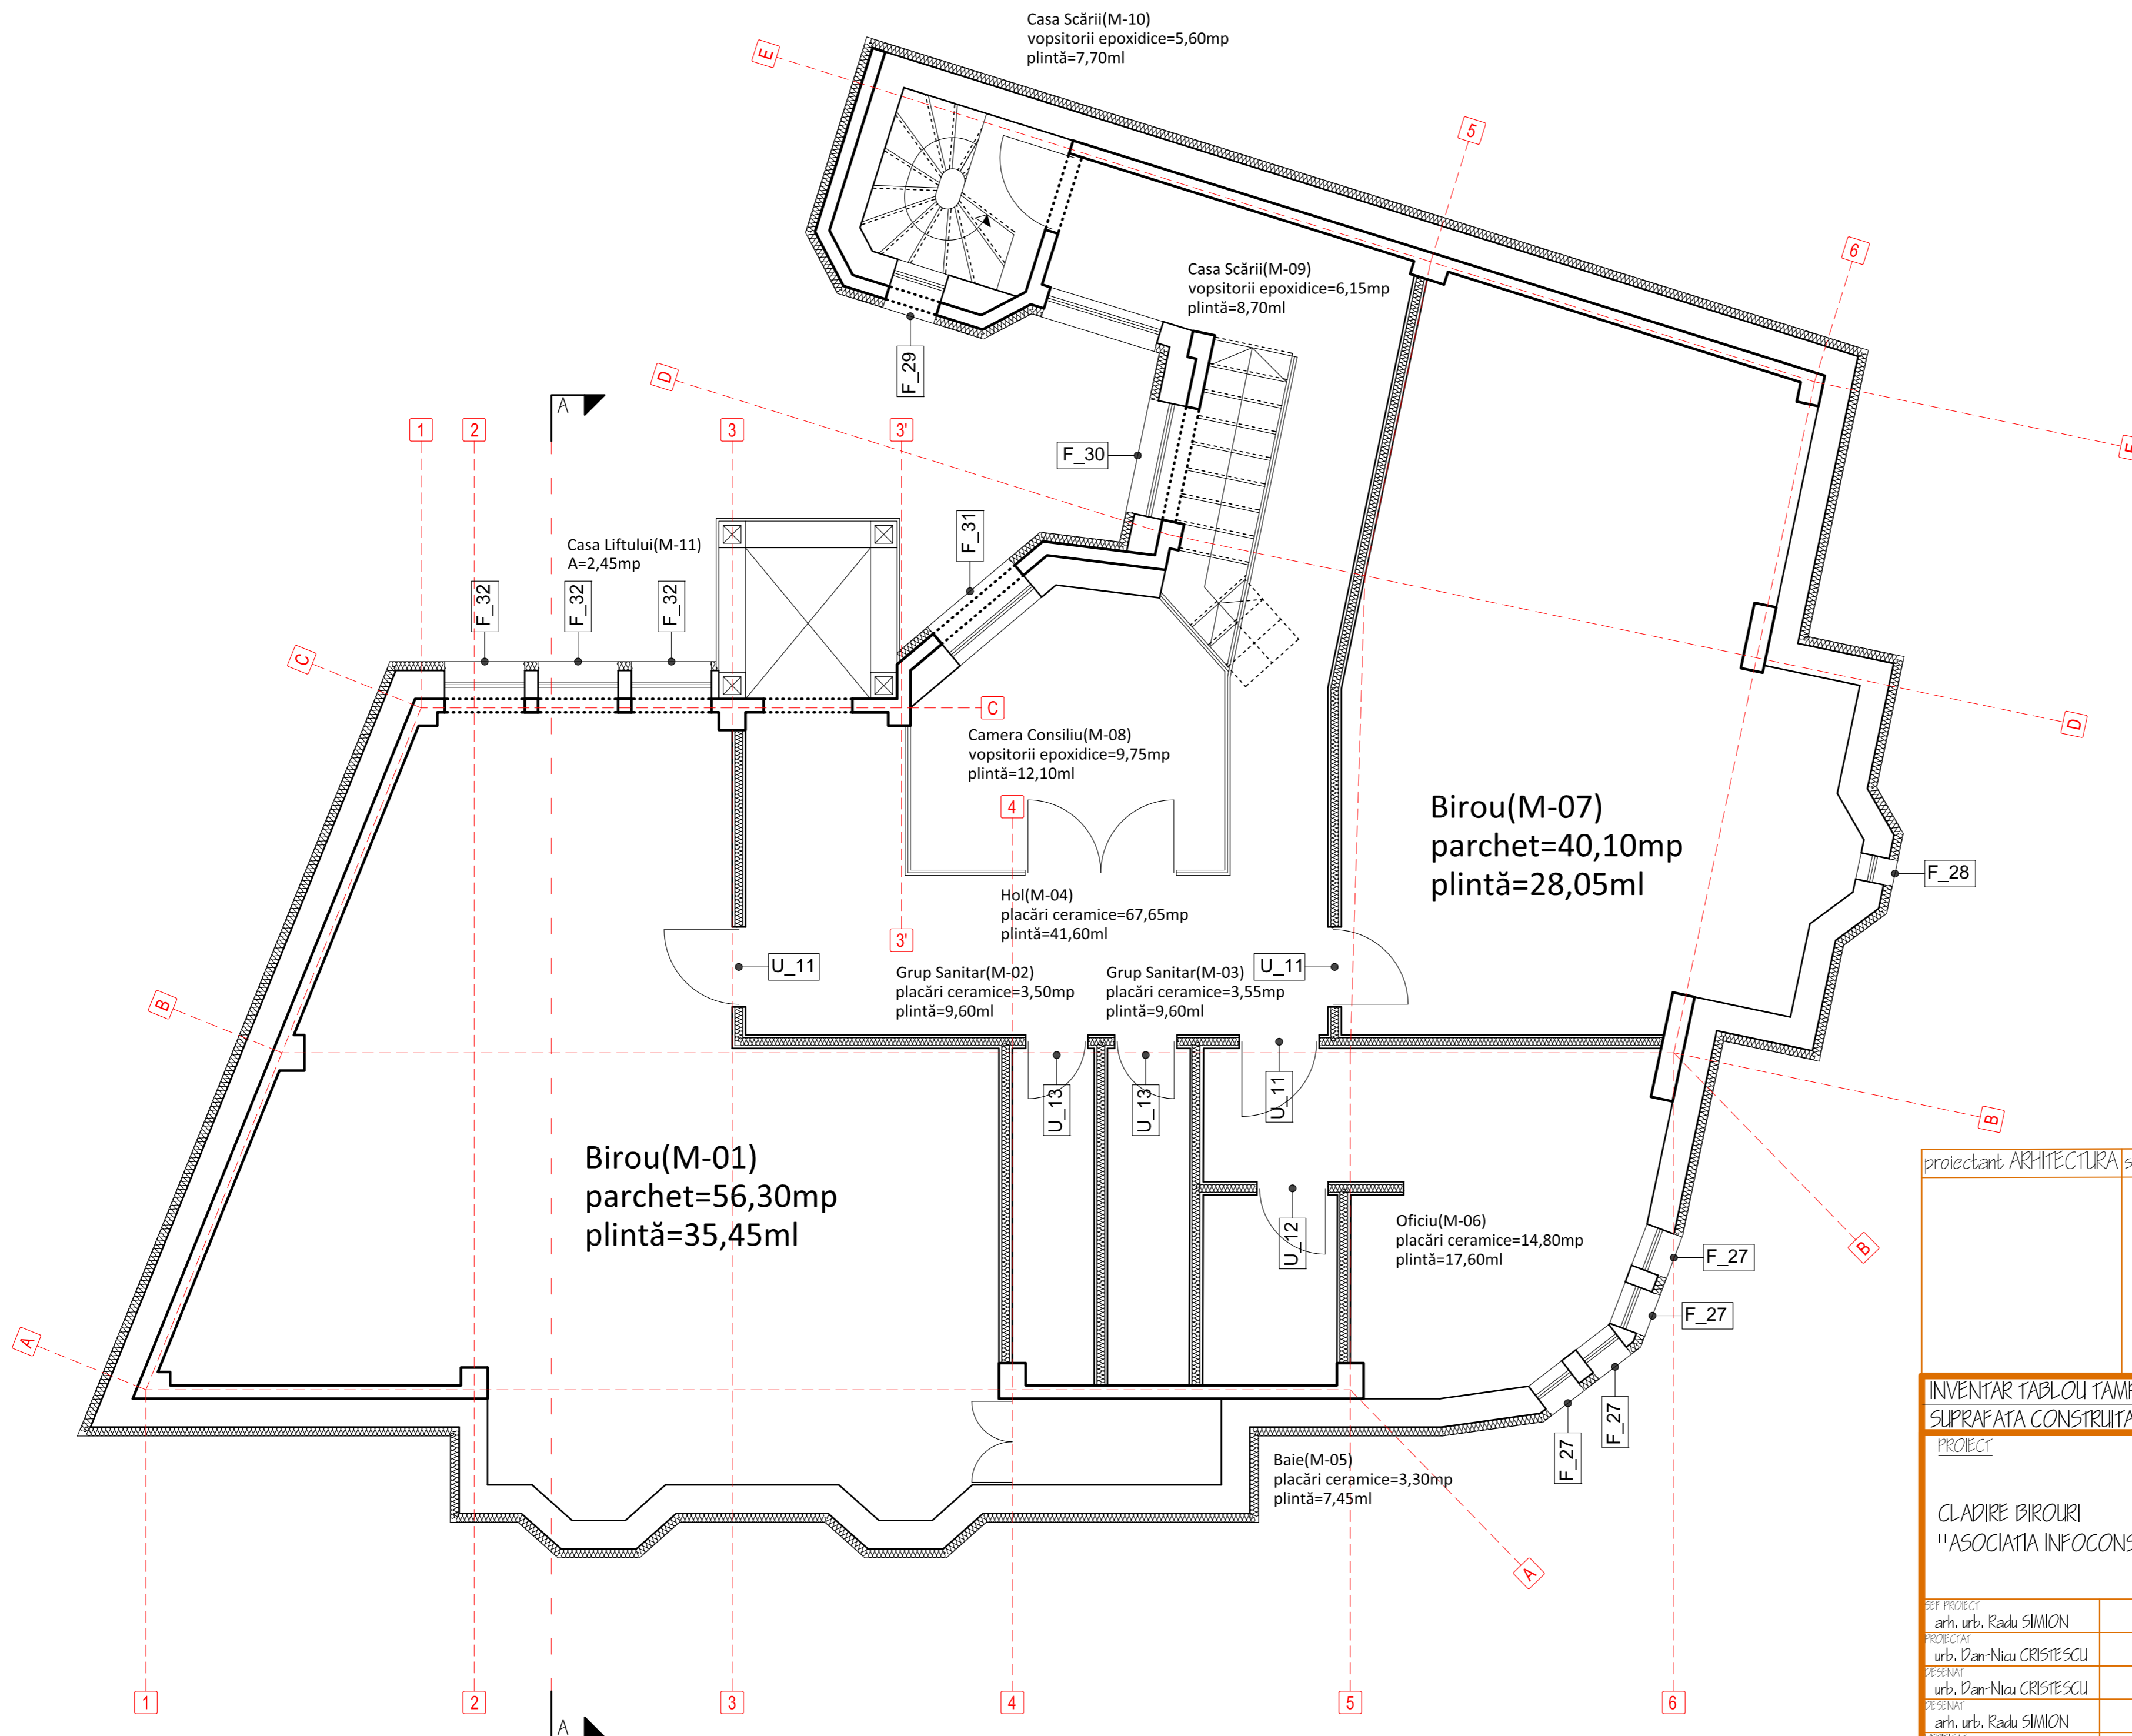 Casa Scării(M-10)
vopsitorii epoxidice=5,60mp
plintă=7,70ml
E
5
6
Casa Scării(M-09)
vopsitorii epoxidice=6,15mp
plintă=8,70ml
F_29
D
A
1
2
3
3'
F_30
E
F_31
Casa Liftului(M-11)
A=2,45mp
F_32
F_32
F_32
C
C
D
Camera Consiliu(M-08)
vopsitorii epoxidice=9,75mp
plintă=12,10ml
4
Birou(M-07)
parchet=40,10mp
plintă=28,05ml
F_28
Hol(M-04)
placări ceramice=67,65mp
plintă=41,60ml
3'
U_11
Grup Sanitar(M-02)
placări ceramice=3,50mp
plintă=9,60ml
Grup Sanitar(M-03)
placări ceramice=3,55mp
plintă=9,60ml
U_11
B
U_13
U_13
U_11
B
Birou(M-01)
parchet=56,30mp
plintă=35,45ml
U_12
Oficiu(M-06)
placări ceramice=14,80mp
plintă=17,60ml
B
F_27
F_27
F_27
F_27
A
Baie(M-05)
placări ceramice=3,30mp
plintă=7,45ml
A
1
2
3
4
5
6
A
proiectant ARHITECTURA
INVENTAR TABLOU
SUPRAFATA CONSTRUITA
PROIECT
CLADIRE BIROURI
"ASOCIATIA
SEF PROIECT
arh. urb. Radu SIMION
PROIECTAT
urb. Dan-Nicu CRISTESCU
DESENAT
urb. Dan-Nicu CRISTESCU
DESENAT
arh. urb. Radu SIMION